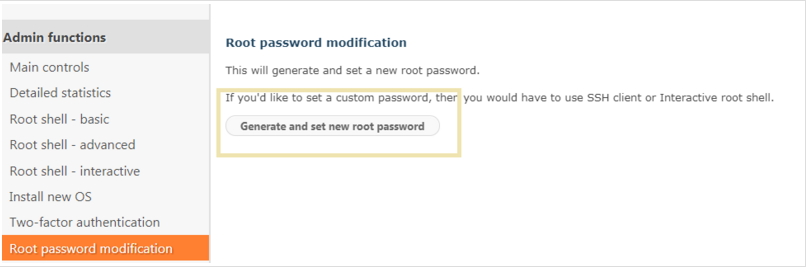 Admin functions
Main controls
Detailed statistics
Root shell - basic
Root shell - advanced
Root shell - interactive
Install new OS
Two-factor authentication
Root password modification
Root password modification
This will generate and set a new root password.
If you'd like to set a custom password, then you would have to use SSH client or Interactive root shell.
Generate and set new root password